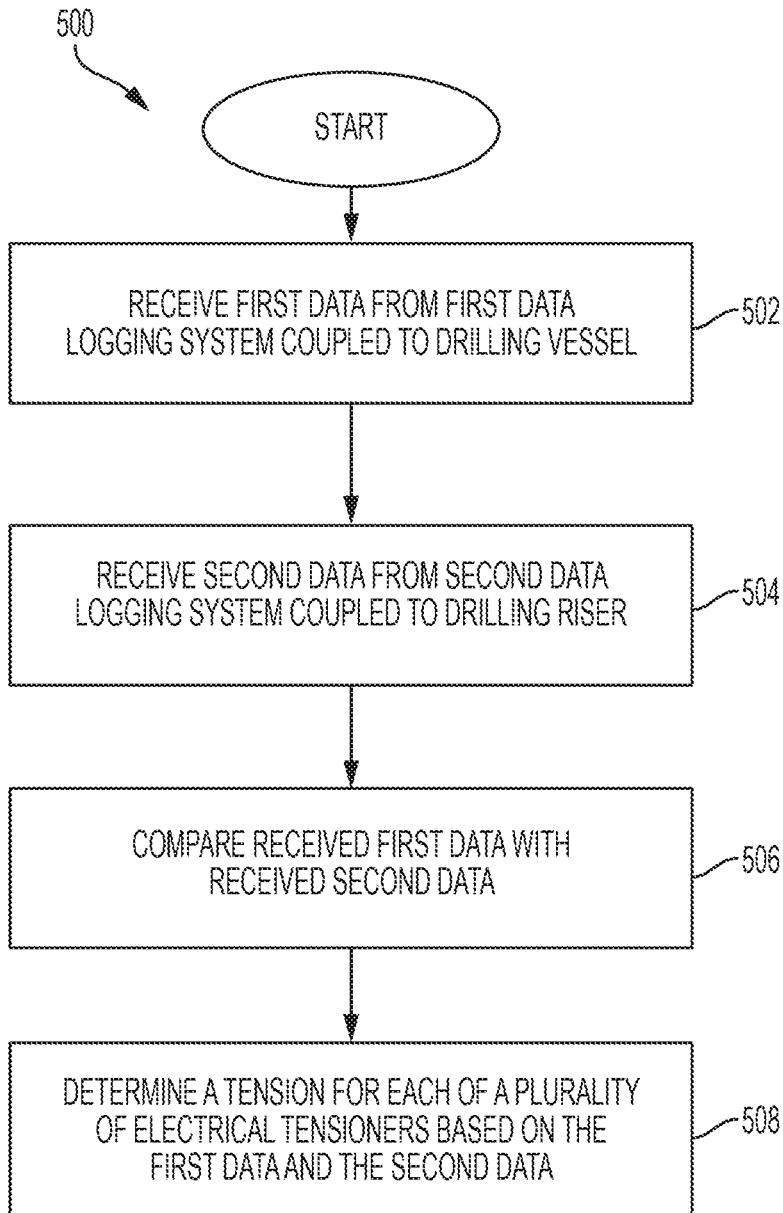 500
START
RECEIVE FIRST DATA FROM FIRST DATA
LOGGING SYSTEM COUPLED TO DRILLING VESSEL
502
RECEIVE SECOND DATA FROM SECOND DATA
LOGGING SYSTEM COUPLED TO DRILLING RISER
504
COMPARE RECEIVED FIRST DATA WITH
RECEIVED SECOND DATA
506
DETERMINE A TENSION FOR EACH OF A PLURALITY
OF ELECTRICAL TENSIONERS BASED ON THE
FIRST DATA AND THE SECOND DATA
508